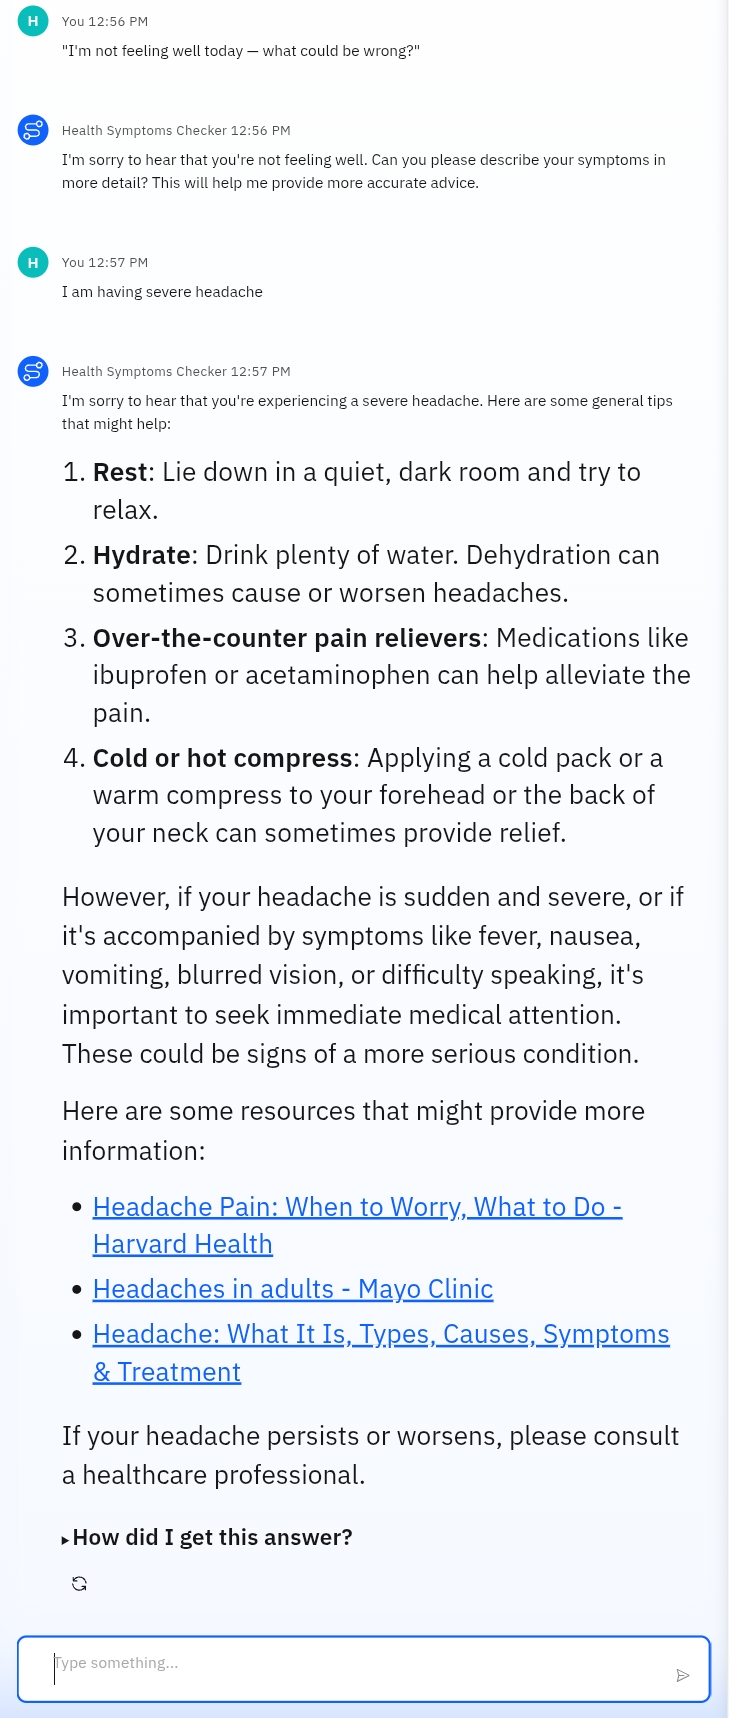 H
You 12:56 PM
"I'm not feeling well today — what could be wrong?"
Health Symptoms Checker 12:56 PM
I'm sorry to hear that you're not feeling well. Can you please describe your symptoms in
more detail? This will help me provide more accurate advice.
H
You 12:57 PM
I am having severe headache
Health Symptoms Checker 12:57 PM
I'm sorry to hear that you're experiencing a severe headache. Here are some general tips
that might help:
1. Rest: Lie down in a quiet, dark room and try to
relax.
2. Hydrate: Drink plenty of water. Dehydration can
sometimes cause or worsen headaches.
3. Over-the-counter pain relievers: Medications like
ibuprofen or acetaminophen can help alleviate the
pain.
4. Cold or hot compress: Applying a cold pack or a
warm compress to your forehead or the back of
your neck can sometimes provide relief.
However, if your headache is sudden and severe, or if
it's accompanied by symptoms like fever, nausea,
vomiting, blurred vision, or difficulty speaking, it's
important to seek immediate medical attention.
These could be signs of a more serious condition.
Here are some resources that might provide more
information:
• Headache Pain: When to Worry, What to Do -
Harvard Health
• Headaches in adults - Mayo Clinic
• Headache: What It Is, Types, Causes, Symptoms
& Treatment
If your headache persists or worsens, please consult
a healthcare professional.
How did I get this answer?
Type something...